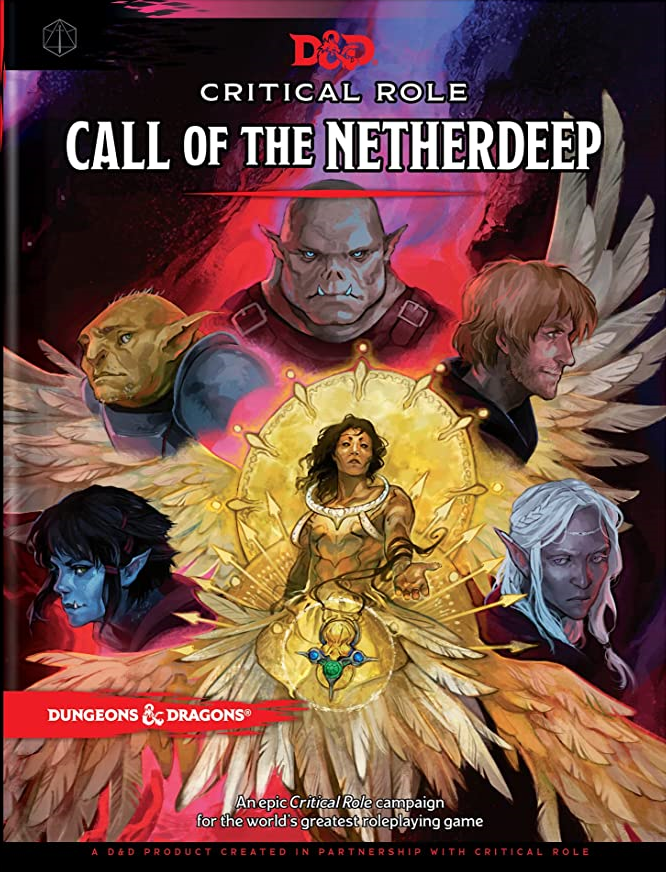 D&D
CRITICAL ROLE
CALL OF THE NETHERDEEP
DUNGEONS & DRAGONS®
An epic Critical Role campaign
for the world's greatest roleplaying game
A D&D PRODUCT CREATED IN PARTNERSHIP WITH CRITICAL ROLE